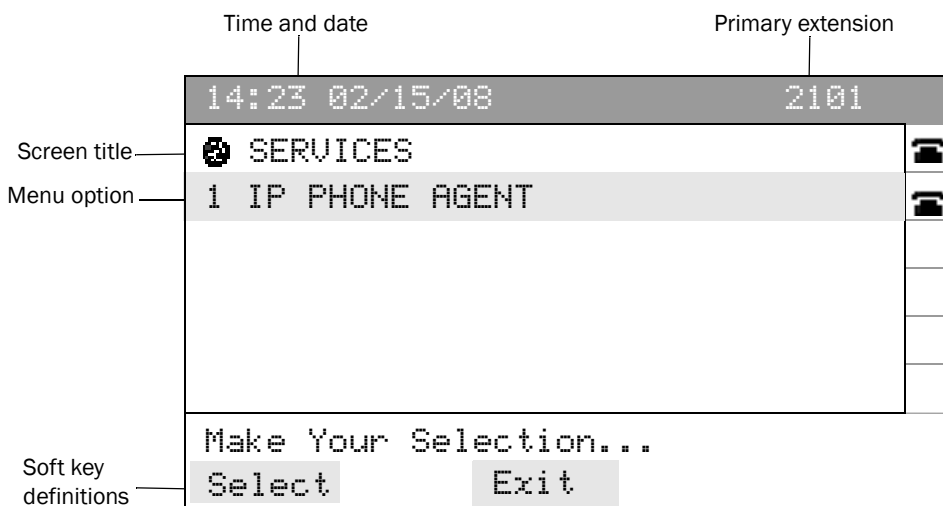 Time and date Primary extension
14:23 02/15/08 2101
Screen title SERVICES
Menu option 1 IP PHONE AGENT
Make Your Selection...
Soft key
definitions
Select Exit